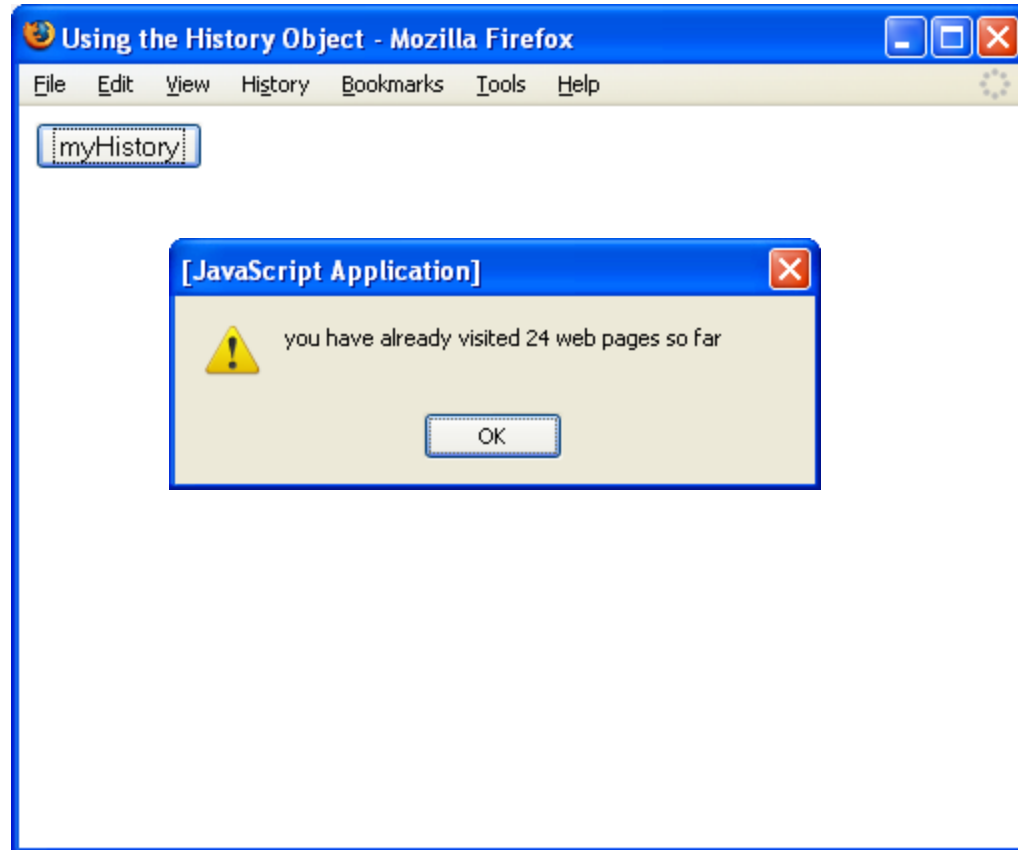 Using the History Object - Mozilla Firefox
File Edit View History Bookmarks Tools Help
myHistory
[JavaScript Application]
you have already visited 24 web pages so far
OK